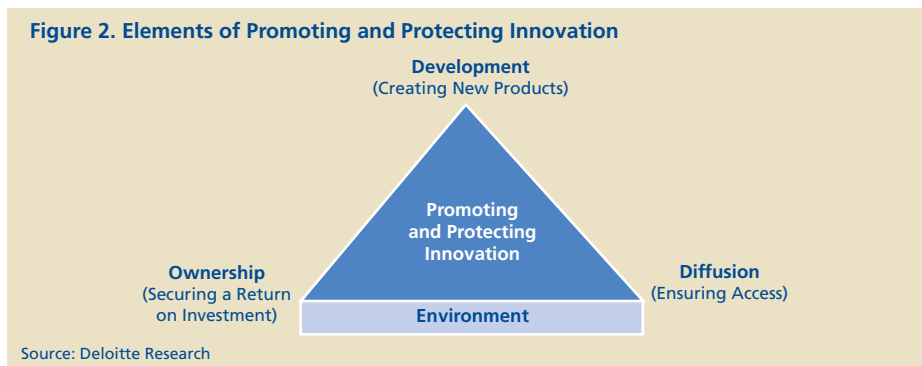 Figure 2. Elements of Promoting and Protecting Innovation
Development
(Creating New Products)
Promoting
and Protecting
Innovation
Ownership
(Securing a Return
on Investment)
Diffusion
(Ensuring Access)
Environment
Source: Deloitte Research